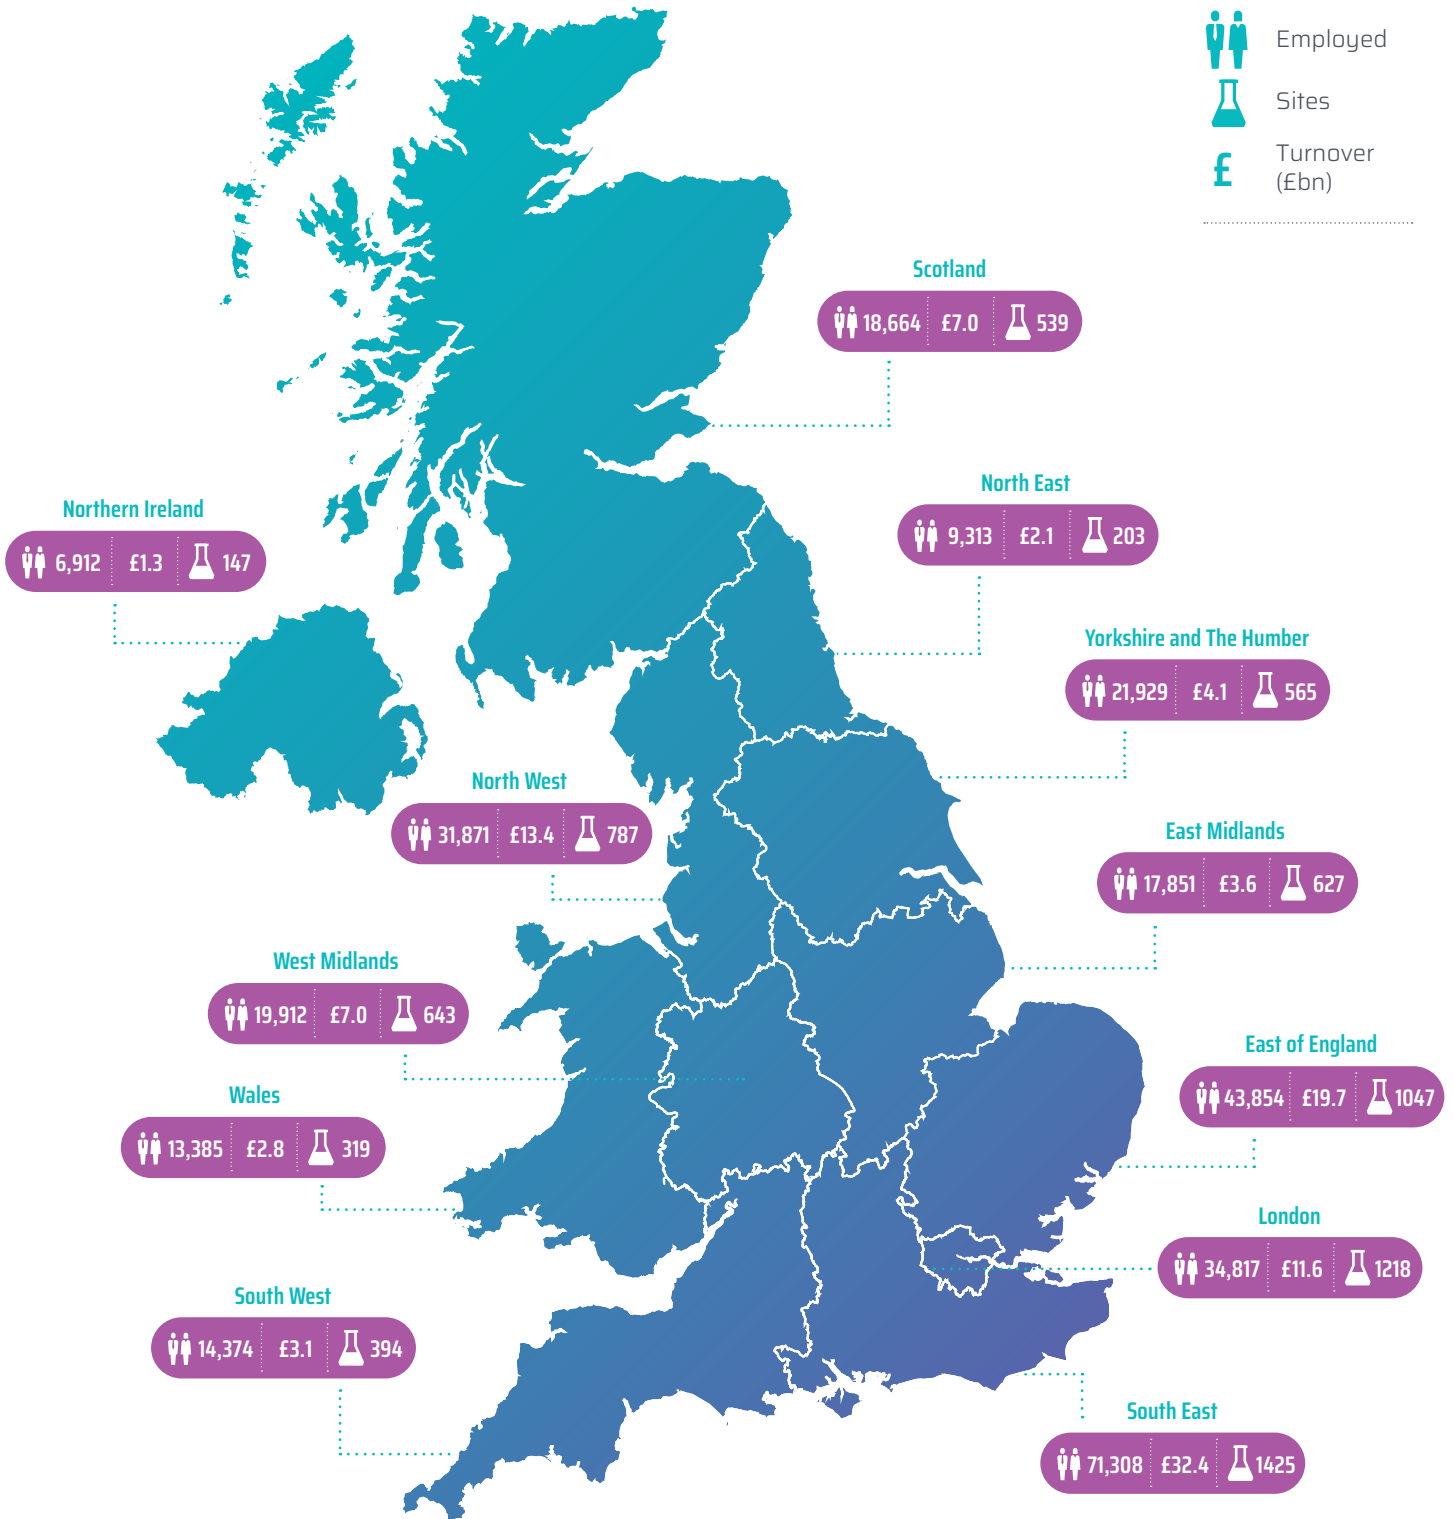 Employed
Sites
£
Turnover
(£bn)
Scotland
18,664 £7.0 539
North East
9,313 £2.1 203
Northern Ireland
6,912 £1.3 147
Yorkshire and The Humber
21,929 £4.1 565
North West
31,871 £13.4 787
East Midlands
17,851 £3.6 627
West Midlands
19,912 £7.0 643
East of England
43,854 £19.7 1047
Wales
13,385 £2.8 319
London
34,817 £11.6 1218
South West
14,374 £3.1 394
South East
71,308 £32.4 1425